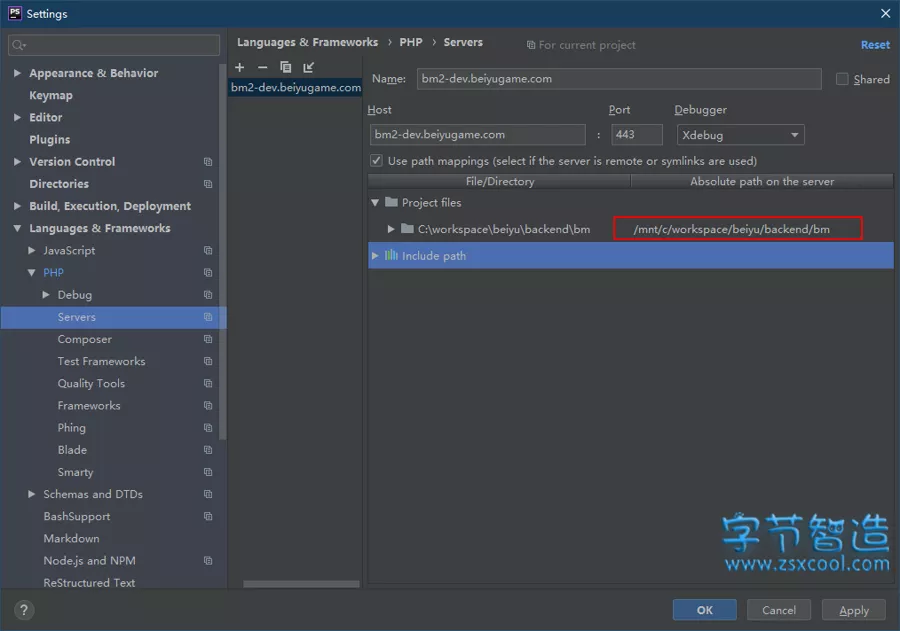 PS Settings
Languages & Frameworks › PHP › Servers For current project Reset
Appearance & Behavior
Keymap
Editor
Plugins
Version Control
Directories
Build, Execution, Deployment
Languages & Frameworks
JavaScript
PHP
Debug
Servers
Composer
Test Frameworks
Quality Tools
Frameworks
Phing
Blade
Smarty
Schemas and DTDs
BashSupport
Markdown
Node.js and NPM
ReStructured Text
bm2-dev.beiyugame.com
Name: bm2-dev.beiyugame.com Shared
Host Port Debugger
bm2-dev.beiyugame.com : 443 Xdebug
Use path mappings (select if the server is remote or symlinks are used)
File/Directory Absolute path on the server
Project files
C:\workspace\beiyu\backend\bm /mnt/c/workspace/beiyu/backend/bm
Include path
字节智造
www.zsxcool.com
? OK Cancel Apply